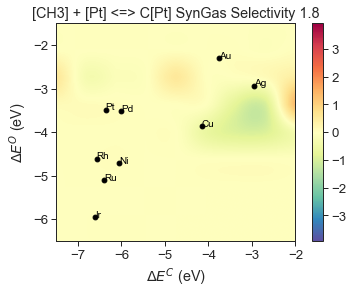 [CH3] + [Pt] <=> C[Pt] SynGas Selectivity 1.8
−2
−3
−4
−5
−6
ΔE^O (eV)
Au
Ag
Pt
Pd
Cu
Rh
Ni
Ru
Ir
3
2
1
0
−1
−2
−3
−7
−6
−5
−4
−3
−2
ΔE^C (eV)